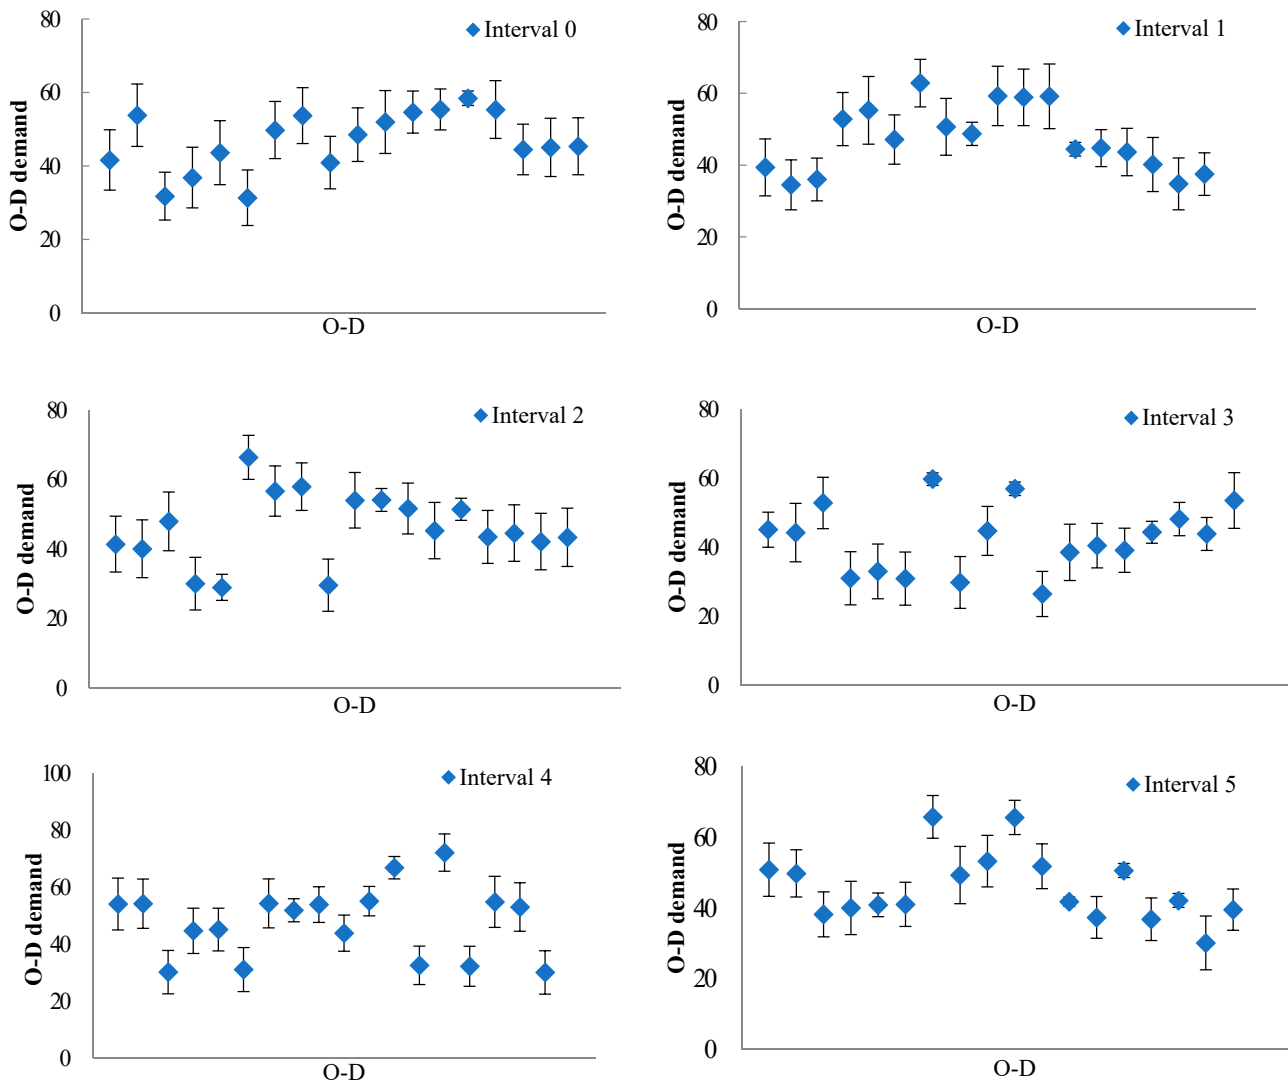 Interval 0
80
60
40
20
0
O-D demand
O-D
Interval 1
80
60
40
20
0
O-D demand
O-D
Interval 2
80
60
40
20
0
O-D demand
O-D
Interval 3
80
60
40
20
0
O-D demand
O-D
Interval 4
100
80
60
40
20
0
O-D demand
O-D
Interval 5
80
60
40
20
0
O-D demand
O-D